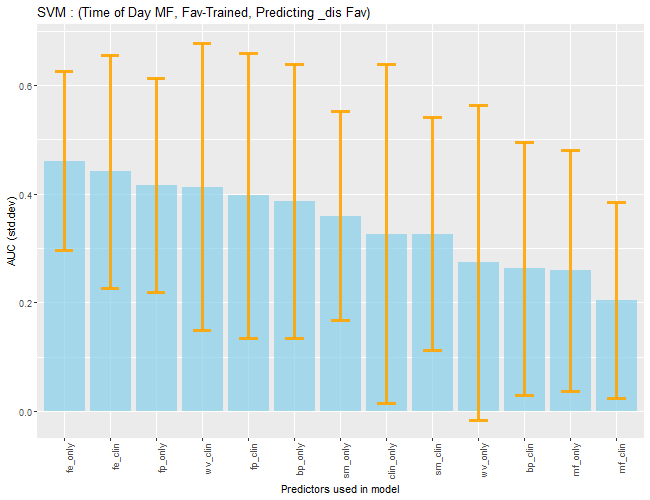 SVM : (Time of Day MF, Fav-Trained, Predicting _dis Fav)
AUC (std.dev)
0.6
0.4
0.2
0.0
fe_only
fe_clin
fp_only
wv_clin
fp_clin
bp_only
sm_only
clin_only
sm_clin
wv_only
bp_clin
mf_only
mf_clin
Predictors used in model